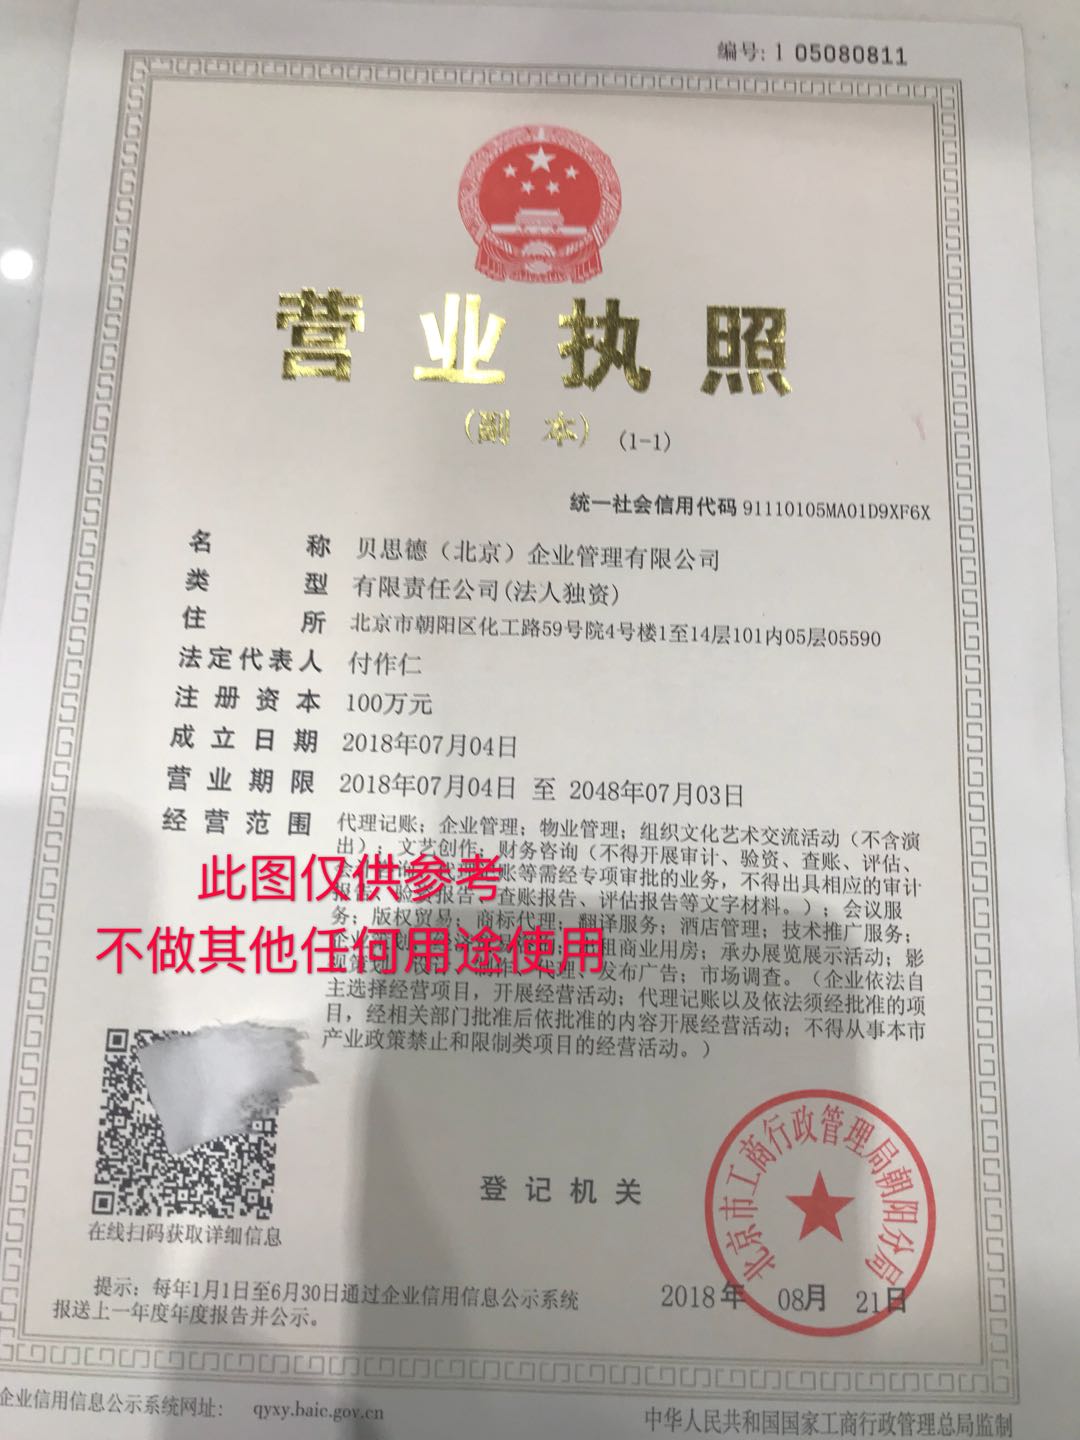 编号: 1 05080811
营业执照
(副 本) (1-1)
统一社会信用代码 91110105MA01D9XF6X
名 称 贝思德（北京）企业管理有限公司
类 型 有限责任公司(法人独资)
住 所 北京市朝阳区化工路59号院4号楼1至14层101内05层05590
法定代表人 付作仁
注册资本 100万元
成立日期 2018年07月04日
营业期限 2018年07月04日 至 2048年07月03日
经营范围 代理记账；企业管理；物业管理；组织文化艺术交流活动（不含演
出）；文艺创作；财务咨询（不得开展审计、验资、查账、评估、
账等需经专项审批的业务，不得出具相应的审计
报告、验资报告、查账报告、评估报告等文字材料。）；会议服
务；版权贸易；商标代理；翻译服务；酒店管理；技术推广服务；
租商业用房；承办展览展示活动；影
代理、发布广告；市场调查。（企业依法自
主选择经营项目，开展经营活动；代理记账以及依法须经批准的项
目，经相关部门批准后依批准的内容开展经营活动；不得从事本市
产业政策禁止和限制类项目的经营活动。）
此图仅供参考
不做其他任何用途使用
在线扫码获取详细信息
登记机关
北京市工商行政管理局朝阳分局
2018年 08月 21日
提示：每年1月1日至6月30日通过企业信用信息公示系统
报送上一年度年度报告并公示。
企业信用信息公示系统网址： qyxy.baic.gov.cn
中华人民共和国国家工商行政管理总局监制